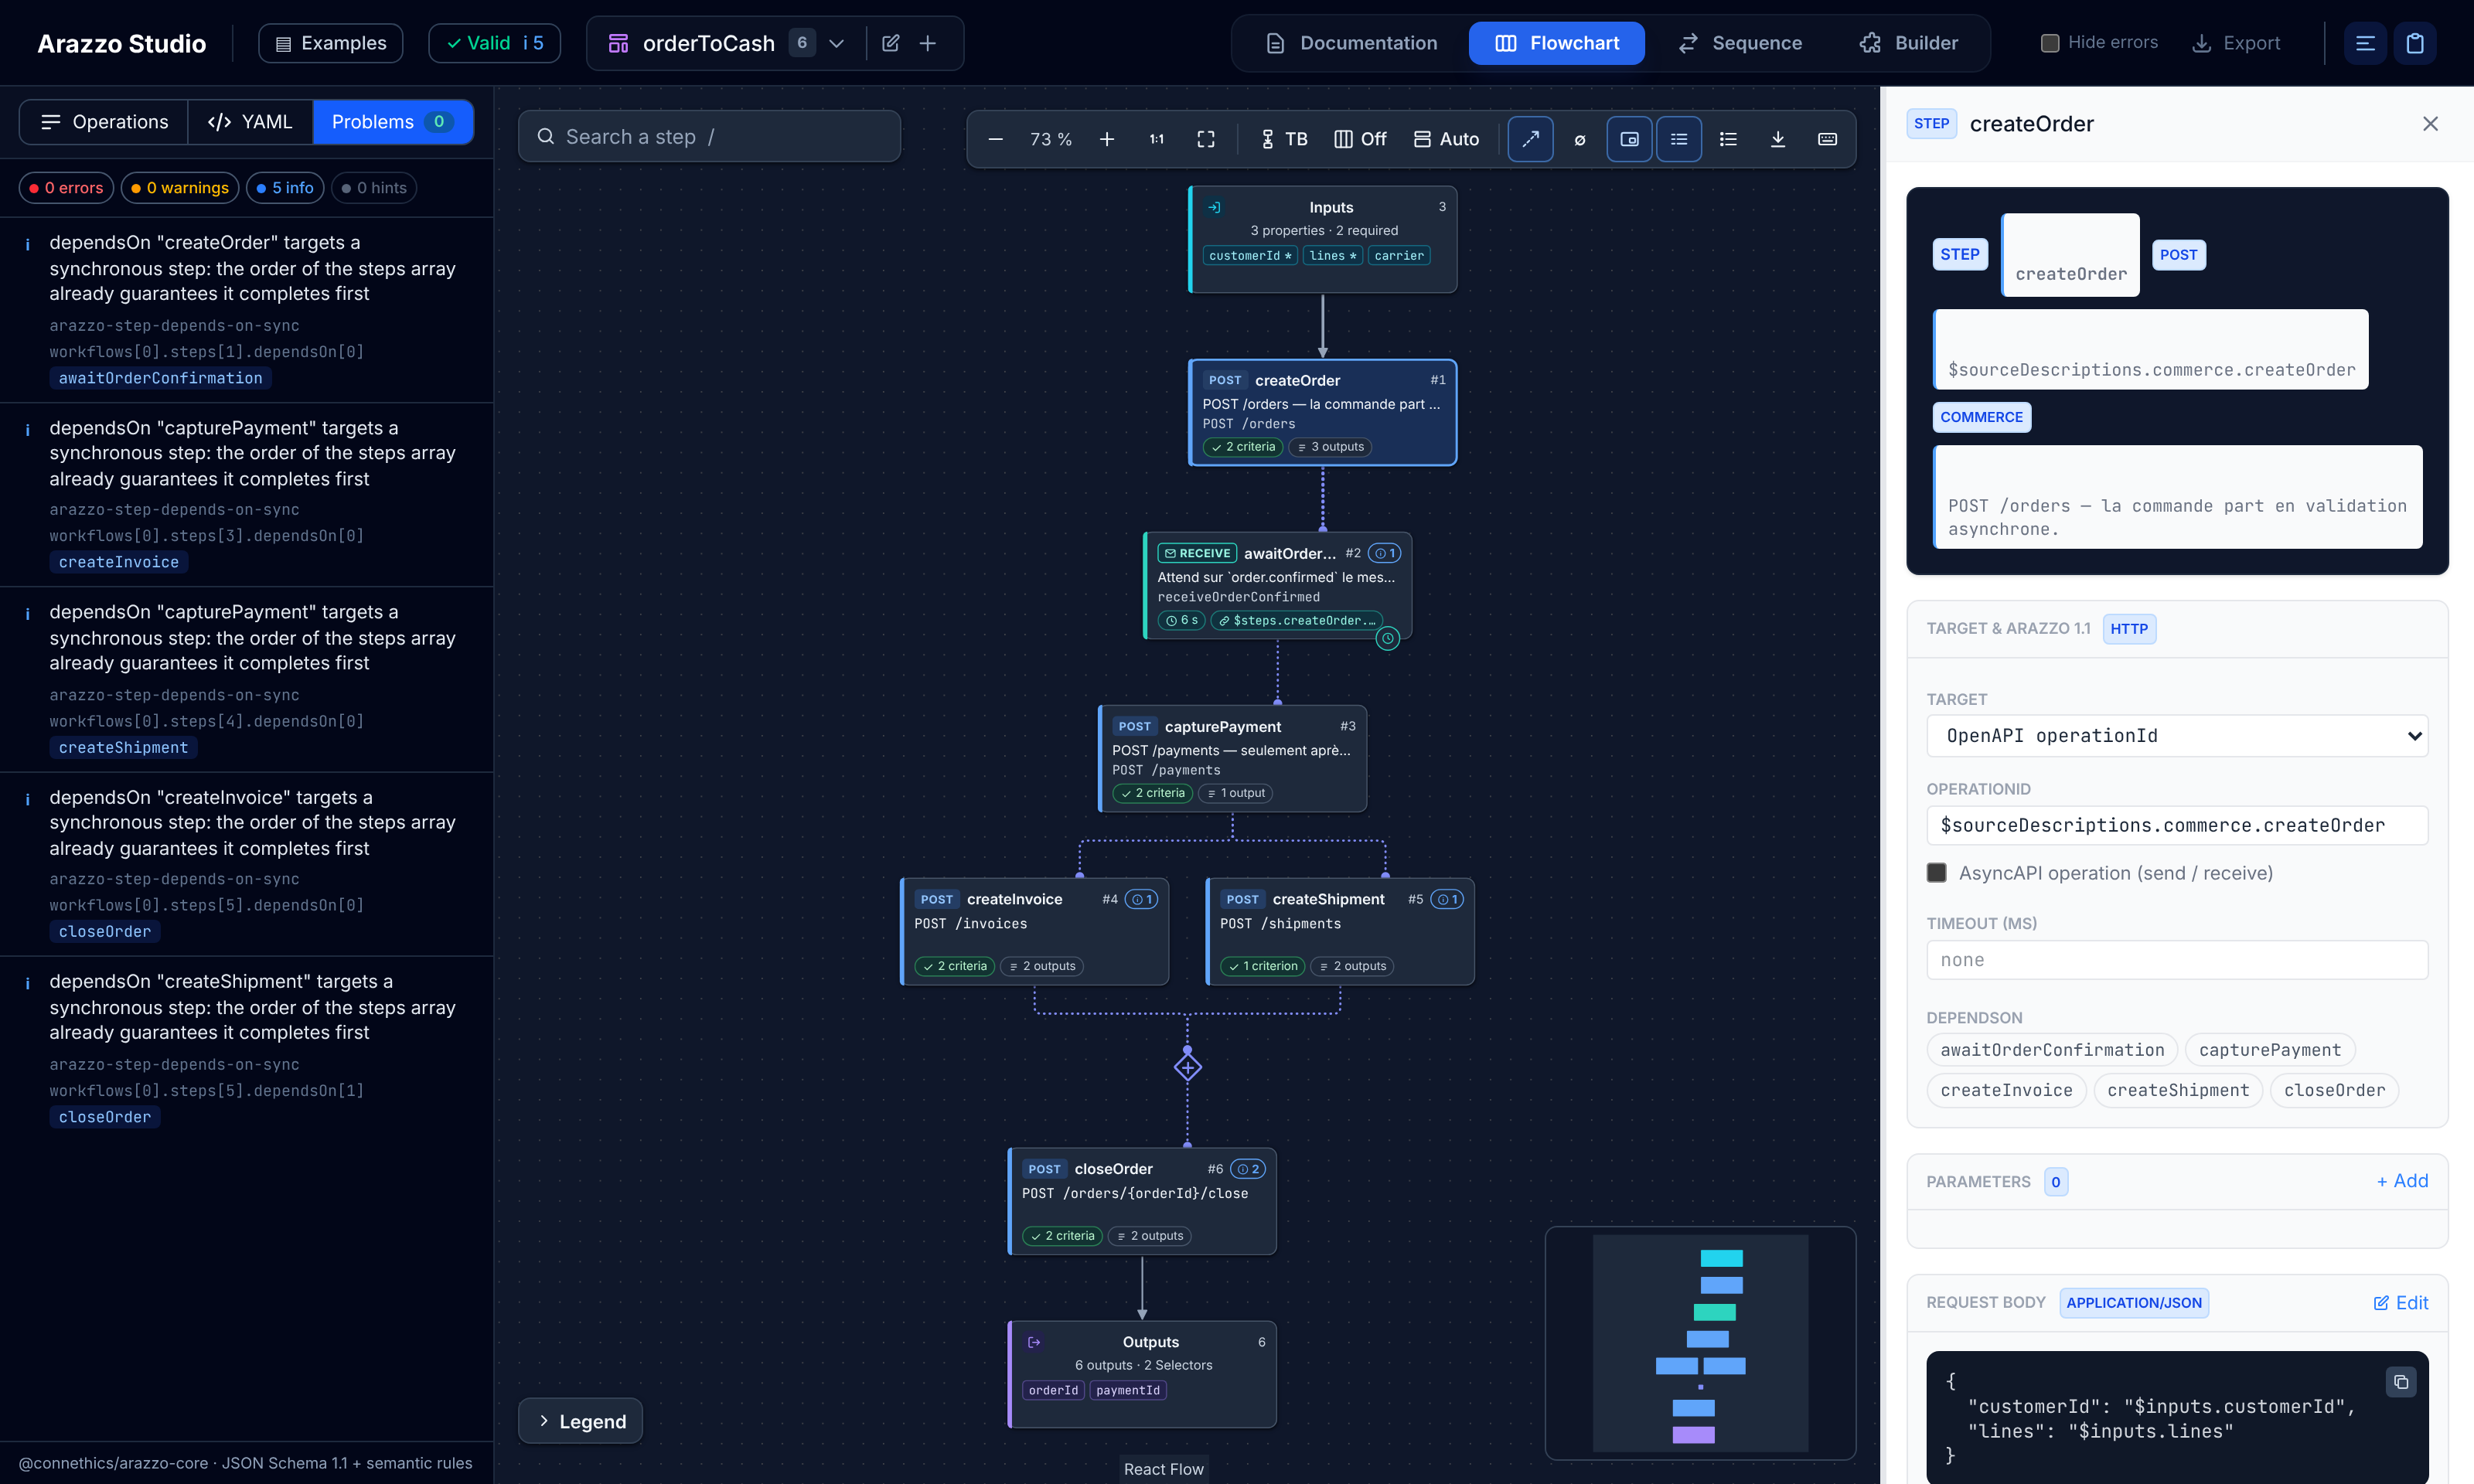 Arazzo Studio
Examples
Valid i 5
orderToCash 6
Documentation
Flowchart
Sequence
Builder
Hide errors
Export
Operations
YAML
Problems 0
0 errors
0 warnings
5 info
0 hints
i dependsOn "createOrder" targets a
synchronous step: the order of the steps array
already guarantees it completes first
arazzo-step-depends-on-sync
workflows[0].steps[1].dependsOn[0]
awaitOrderConfirmation
i dependsOn "capturePayment" targets a
synchronous step: the order of the steps array
already guarantees it completes first
arazzo-step-depends-on-sync
workflows[0].steps[3].dependsOn[0]
createInvoice
i dependsOn "capturePayment" targets a
synchronous step: the order of the steps array
already guarantees it completes first
arazzo-step-depends-on-sync
workflows[0].steps[4].dependsOn[0]
createShipment
i dependsOn "createInvoice" targets a
synchronous step: the order of the steps array
already guarantees it completes first
arazzo-step-depends-on-sync
workflows[0].steps[5].dependsOn[0]
closeOrder
i dependsOn "createShipment" targets a
synchronous step: the order of the steps array
already guarantees it completes first
arazzo-step-depends-on-sync
workflows[0].steps[5].dependsOn[1]
closeOrder
@connethics/arazzo-core · JSON Schema 1.1 + semantic rules
Search a step /
73 %
1:1
TB
Off
Auto
Inputs 3
3 properties · 2 required
customerId * lines * carrier
POST createOrder #1
POST /orders — la commande part ...
POST /orders
2 criteria 3 outputs
RECEIVE awaitOrder... #2 1
Attend sur `order.confirmed` le mes...
receiveOrderConfirmed
6 s $steps.createOrder....
POST capturePayment #3
POST /payments — seulement aprè...
POST /payments
2 criteria 1 output
POST createInvoice #4 1
POST /invoices
2 criteria 2 outputs
POST createShipment #5 1
POST /shipments
1 criterion 2 outputs
POST closeOrder #6 2
POST /orders/{orderId}/close
2 criteria 2 outputs
Outputs 6
6 outputs · 2 Selectors
orderId paymentId
Legend
React Flow
STEP createOrder
STEP createOrder POST
$sourceDescriptions.commerce.createOrder
COMMERCE
POST /orders — la commande part en validation
asynchrone.
TARGET & ARAZZO 1.1 HTTP
TARGET
OpenAPI operationId
OPERATIONID
$sourceDescriptions.commerce.createOrder
AsyncAPI operation (send / receive)
TIMEOUT (MS)
none
DEPENDSON
awaitOrderConfirmation capturePayment
createInvoice createShipment closeOrder
PARAMETERS 0 + Add
REQUEST BODY APPLICATION/JSON Edit
{
"customerId": "$inputs.customerId",
"lines": "$inputs.lines"
}